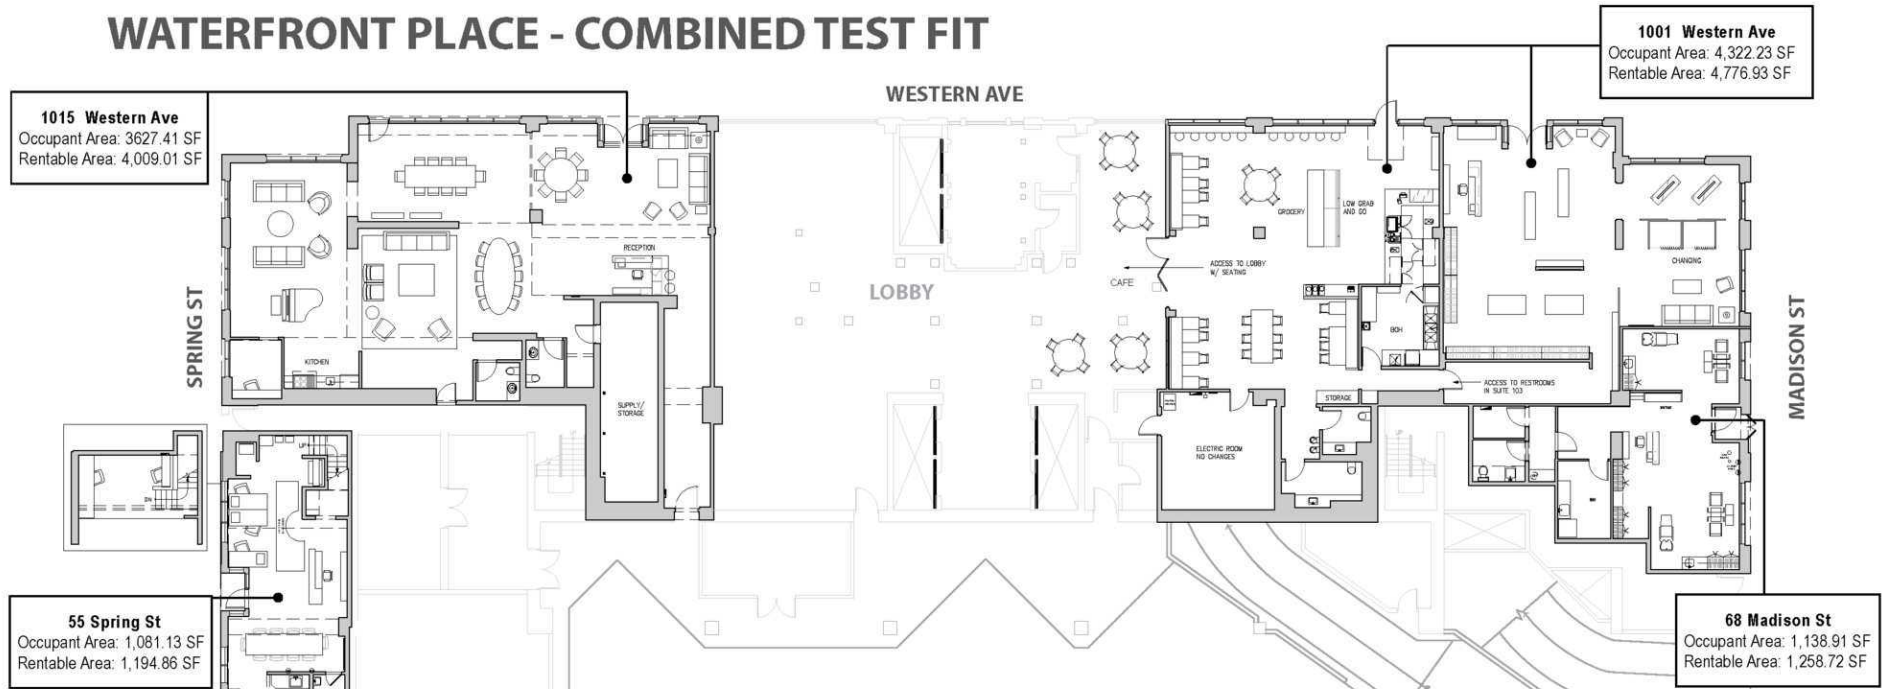 WATERFRONT PLACE - COMBINED TEST FIT
1001 Western Ave
Occupant Area: 4,322.23 SF
Rentable Area: 4,776.93 SF
WESTERN AVE
1015 Western Ave
Occupant Area: 3627.41 SF
Rentable Area: 4,009.01 SF
GROCERY
LOW GRAB
AND GO
RECEPTION
ACCESS TO LOBBY
W/ SEATING
CHANGING
CAFE
LOBBY
SPRING ST
MADISON ST
BOH
KITCHEN
ACCESS TO RESTROOMS
IN SUITE 103
STORAGE
SUPPLY/
STORAGE
ELECTRIC ROOM
NO CHANGES
UP
DN
55 Spring St
Occupant Area: 1,081.13 SF
Rentable Area: 1,194.86 SF
68 Madison St
Occupant Area: 1,138.91 SF
Rentable Area: 1,258.72 SF